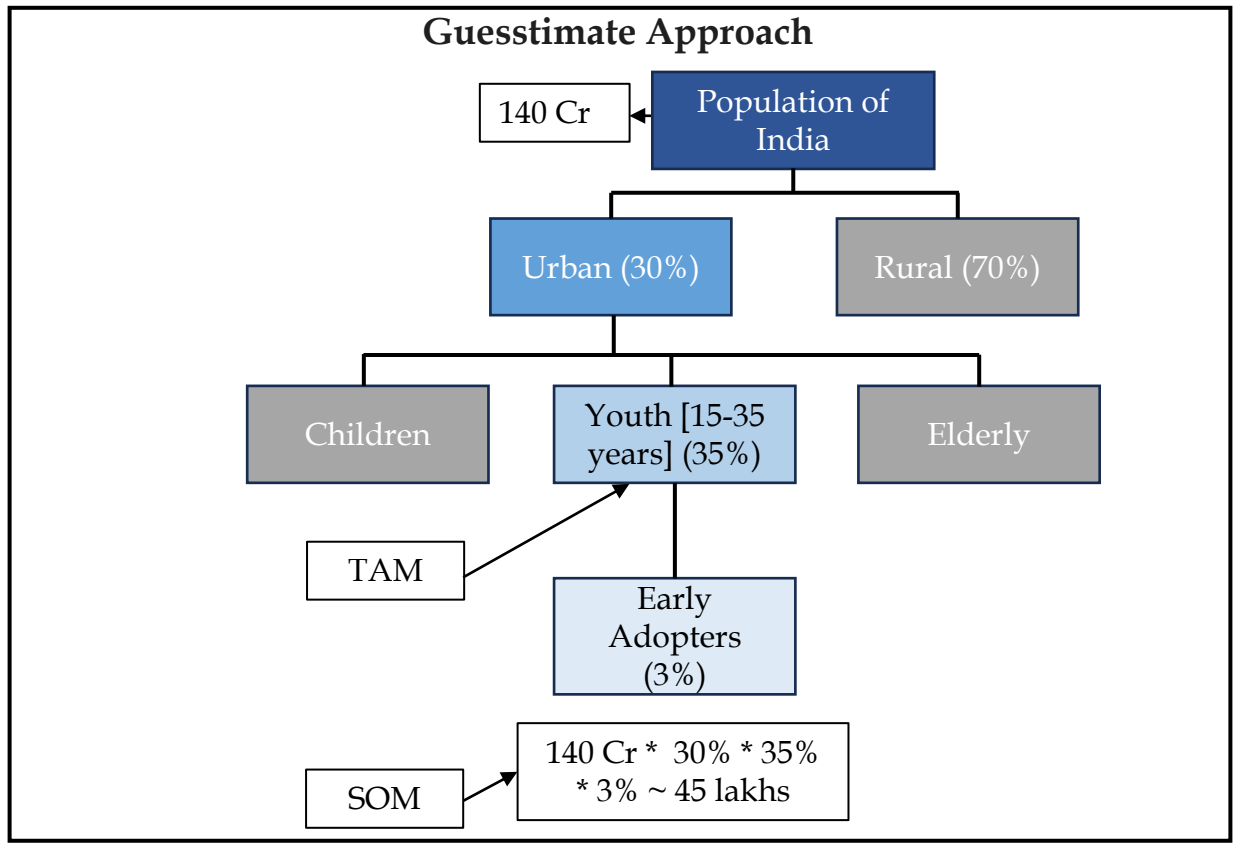 Guesstimate Approach
140 Cr
Population of
India
Urban (30%)
Rural (70%)
Children
Youth [15-35
years] (35%)
Elderly
TAM
Early
Adopters
(3%)
SOM
140 Cr * 30% * 35%
* 3% ~ 45 lakhs